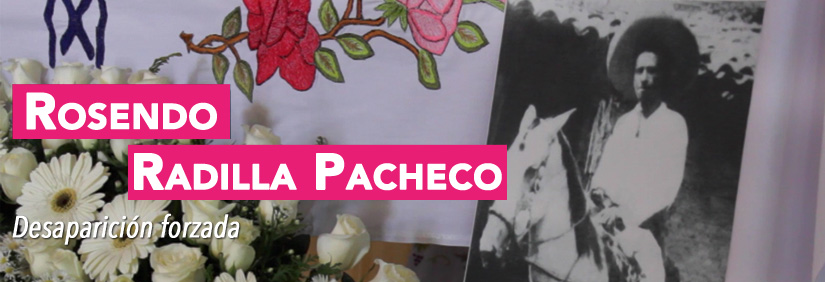 Rosendo
Radilla Pacheco
Desaparición forzada